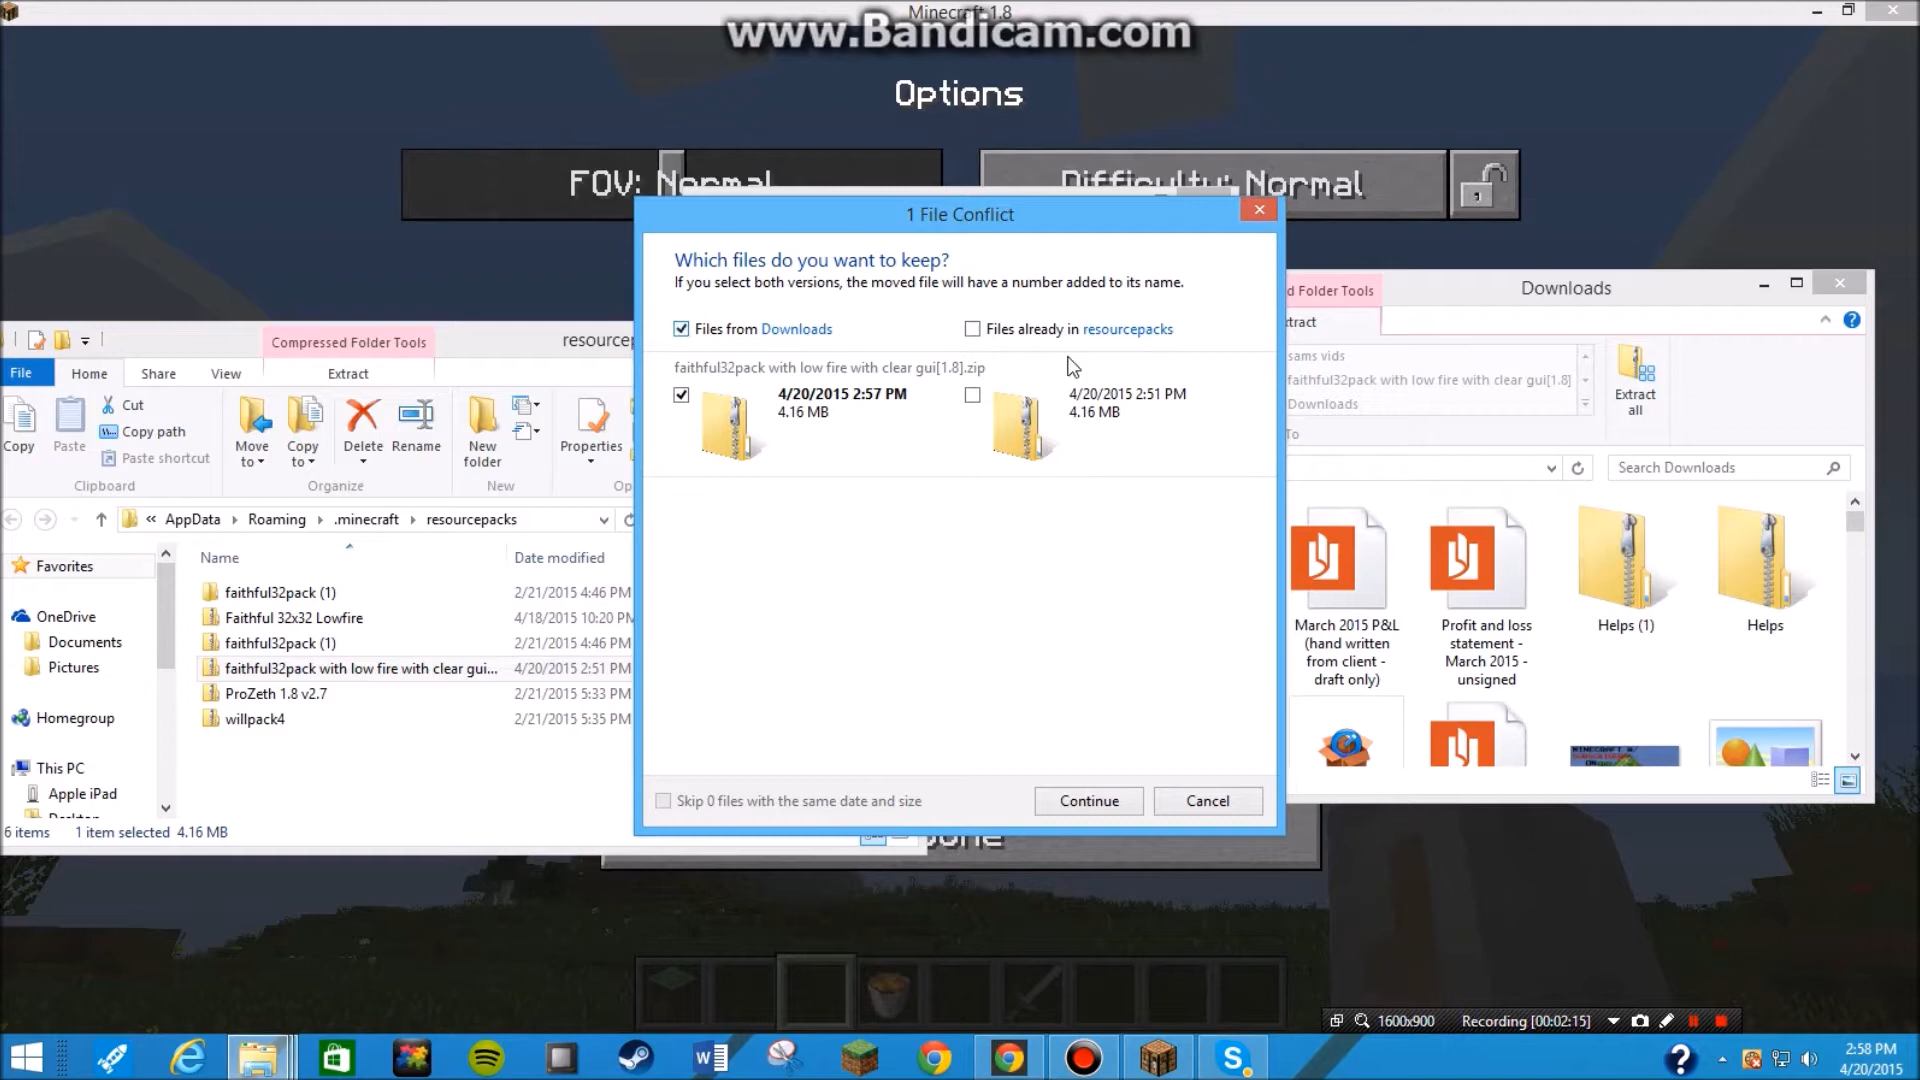 Minecraft 1.8
www.Bandicam.com
Options
FOV: Normal
Difficulty: Normal
1 File Conflict
Which files do you want to keep?
If you select both versions, the moved file will have a number added to its name.
Files from Downloads
Files already in resourcepacks
faithful32pack with low fire with clear gui[1.8].zip
4/20/2015 2:57 PM
4.16 MB
4/20/2015 2:51 PM
4.16 MB
Skip 0 files with the same date and size
Continue
Cancel
Compressed Folder Tools
resourcep
File
Home
Share
View
Extract
Copy
Paste
Cut
Copy path
Paste shortcut
Clipboard
Move to
Copy to
Delete
Rename
Organize
New folder
New
Properties
Op
« AppData
Roaming
.minecraft
resourcepacks
Name
Date modified
Favorites
OneDrive
Documents
Pictures
Homegroup
This PC
Apple iPad
faithful32pack (1)
2/21/2015 4:46 PM
Faithful 32x32 Lowfire
4/18/2015 10:20 PM
faithful32pack (1)
2/21/2015 4:46 PM
faithful32pack with low fire with clear gui...
4/20/2015 2:51 PM
ProZeth 1.8 v2.7
2/21/2015 5:33 PM
willpack4
2/21/2015 5:35 PM
6 items
1 item selected 4.16 MB
d Folder Tools
Downloads
xtract
sams vids
faithful32pack with low fire with clear gui[1.8]
Downloads
To
Extract all
Search Downloads
March 2015 P&L
(hand written
from client -
draft only)
Profit and loss
statement -
March 2015 -
unsigned
Helps (1)
Helps
1600x900
Recording [00:02:15]
2:58 PM
4/20/2015